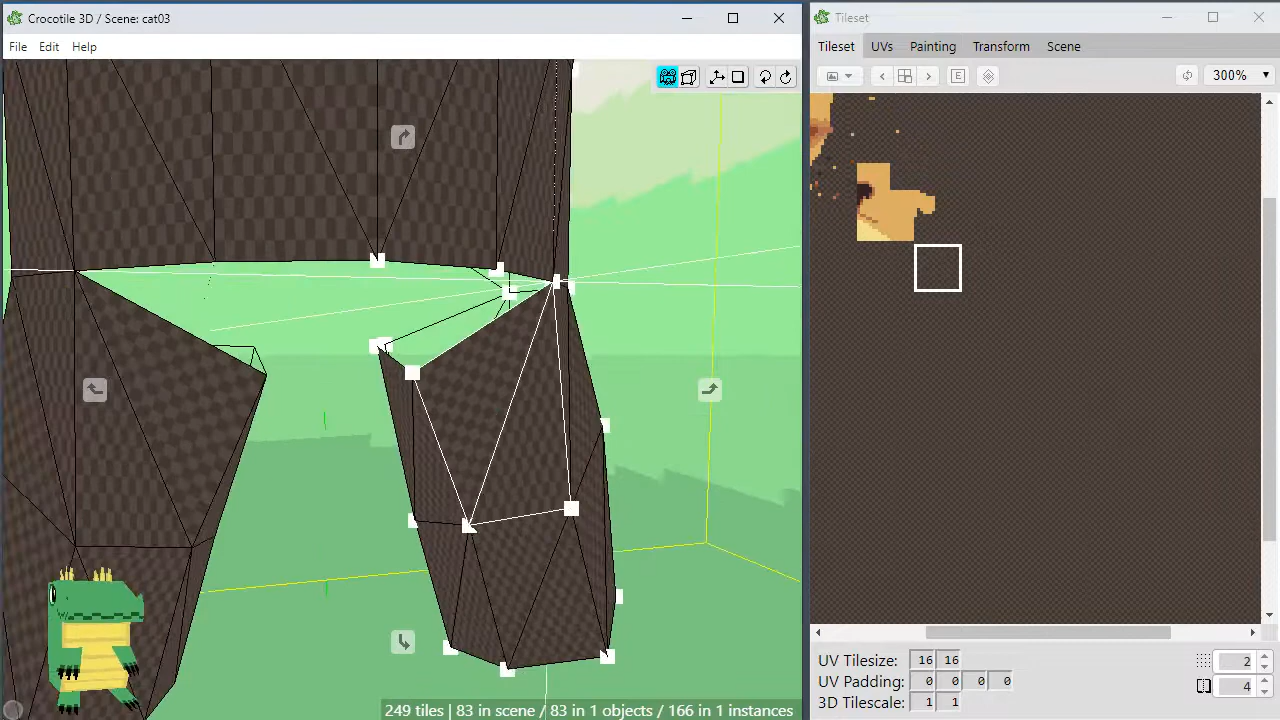 Crocotile 3D / Scene: cat03
File Edit Help
249 tiles | 83 in scene / 83 in 1 objects / 166 in 1 instances
Tileset
Tileset UVs Painting Transform Scene
E 300%
UV Tilesize: 16 16
UV Padding: 0 0 0 0
3D Tilescale: 1 1
2
4